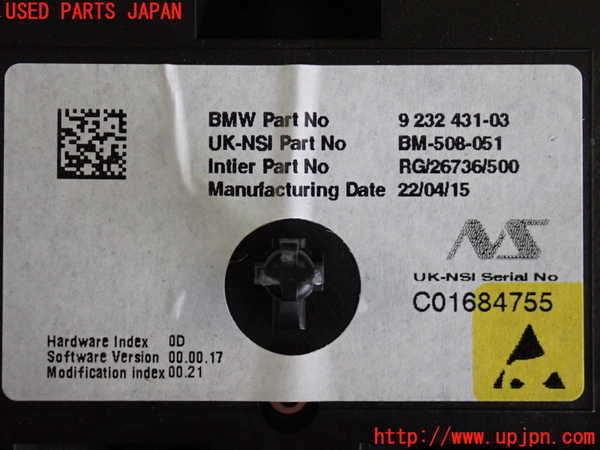 USED PARTS JAPAN
BMW Part No 9 232 431-03
UK-NSI Part No BM-508-051
Intier Part No RG/26736/500
Manufacturing Date 22/04/15
NS
UK-NSI Serial No
C01684755
Hardware Index 0D
Software Version 00.00.17
Modification index 00.21
http://www.upjpn.com/